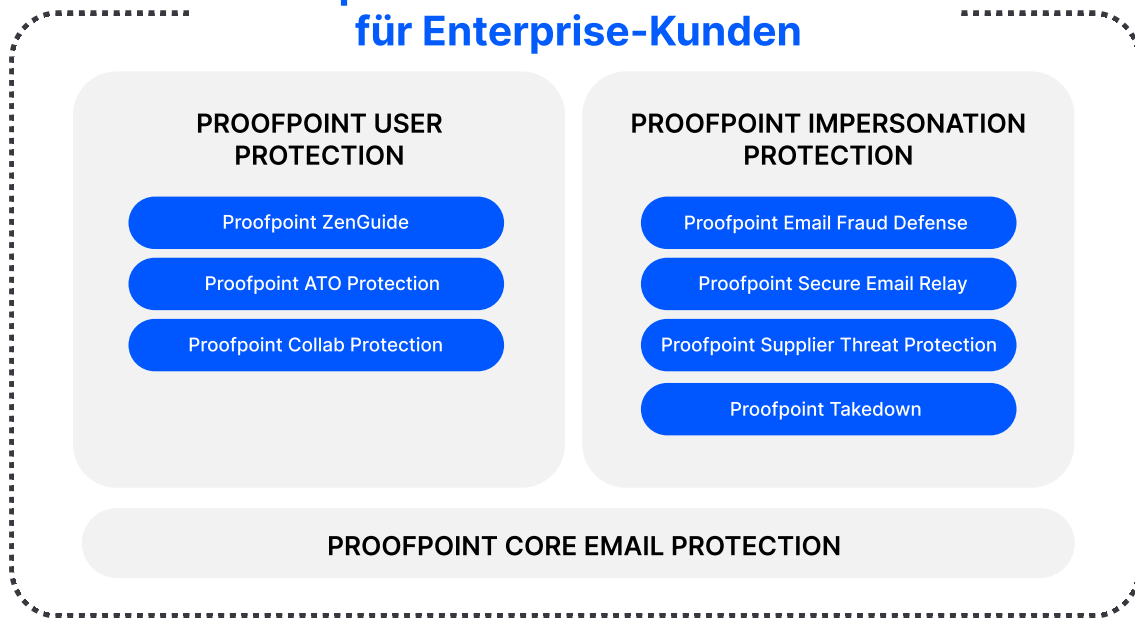 für Enterprise-Kunden
PROOFPOINT USER
PROTECTION
Proofpoint ZenGuide
Proofpoint ATO Protection
Proofpoint Collab Protection
PROOFPOINT IMPERSONATION
PROTECTION
Proofpoint Email Fraud Defense
Proofpoint Secure Email Relay
Proofpoint Supplier Threat Protection
Proofpoint Takedown
PROOFPOINT CORE EMAIL PROTECTION